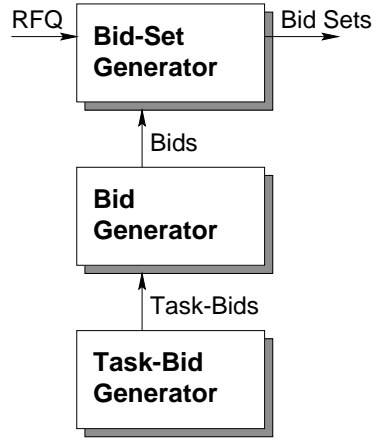 RFQ
Bid Sets
Bid-Set
Generator
Bids
Bid
Generator
Task-Bids
Task-Bid
Generator